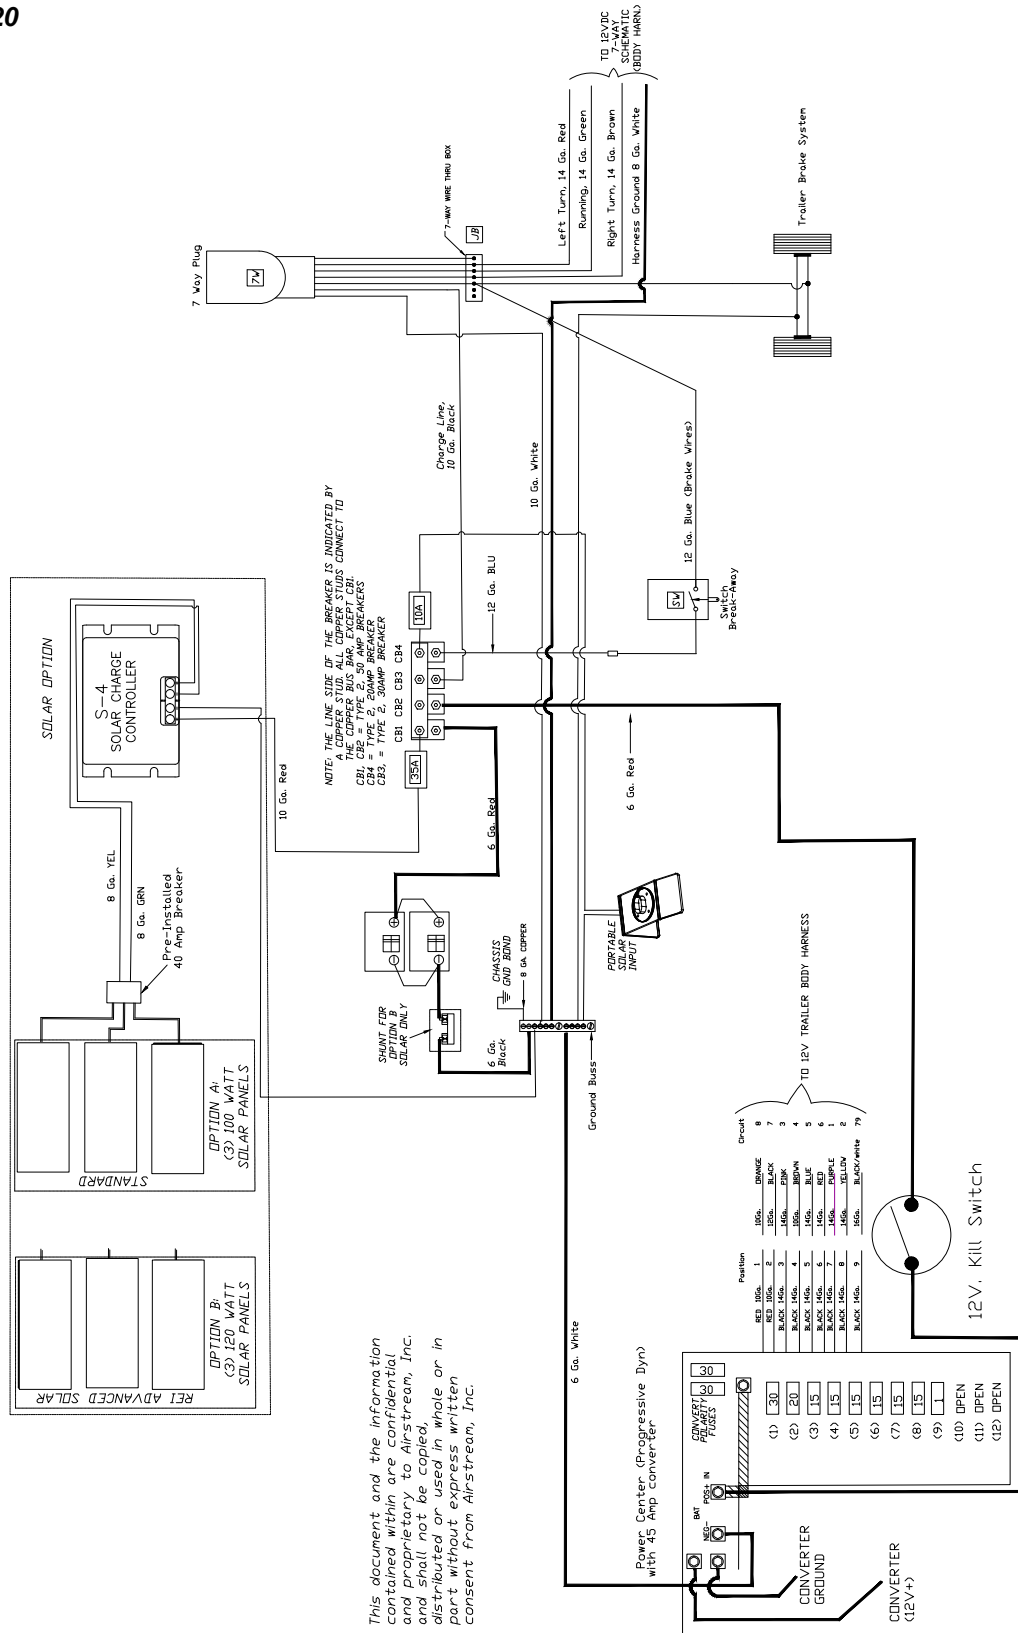 20
SOLAR OPTION
S-4
SOLAR CHARGE
CONTROLLER
8 Ga. YEL
8 Ga. GRN
Pre-Installed
40 Amp Breaker
10 Ga. Red
OPTION A:
(3) 100 WATT
SOLAR PANELS
STANDARD
OPTION B:
(3) 120 WATT
SOLAR PANELS
REI ADVANCED SOLAR
7 Way Plug
7W
7-WAY WIRE THRU BOX
JB
TO 12VDC
7-WAY
SCHEMATIC
(BODY HARN.)
Left Turn, 14 Ga. Red
Running, 14 Ga. Green
Right Turn, 14 Ga. Brown
Harness Ground 8 Ga. White
Trailer Brake System
Charge Line,
10 Ga. Black
10 Ga. White
NOTE: THE LINE SIDE OF THE BREAKER IS INDICATED BY
A COPPER STUD. ALL COPPER STUDS CONNECT TO
THE COPPER BUS BAR, EXCEPT CB1.
CB1, CB2 = TYPE 2, 50 AMP BREAKERS
CB4 = TYPE 2, 20AMP BREAKER
CB3, = TYPE 2, 30AMP BREAKER
10A
35A
CB1 CB2 CB3 CB4
12 Ga. BLU
12 Ga. Blue (Brake Wires)
SW
Switch
Break-Away
6 Ga. Red
6 Ga. Red
SHUNT FOR
OPTION B
SOLAR ONLY
CHASSIS
GND BOND
8 GA. COPPER
6 Ga.
Black
Ground Buss
PORTABLE
SOLAR
INPUT
TO 12V TRAILER BODY HARNESS
Position
Circuit
RED 10Ga. 1 10Ga. ORANGE 8
RED 10Ga. 2 12Ga. BLACK 7
BLACK 14Ga. 3 14Ga. PINK 3
BLACK 14Ga. 4 10Ga. BROWN 4
BLACK 14Ga. 5 14Ga. BLUE 5
BLACK 14Ga. 6 14Ga. RED 6
BLACK 14Ga. 7 14Ga. PURPLE 1
BLACK 14Ga. 8 14Ga. YELLOW 2
BLACK 14Ga. 9 16Ga. BLACK/white 79
12V. Kill Switch
6 Ga. White
Power Center (Progressive Dyn)
with 45 Amp converter
CONVERT
POLARITY
FUSES
30
30
BAT
NEG-
POS+ IN
(1) 30
(2) 20
(3) 15
(4) 15
(5) 15
(6) 15
(7) 15
(8) 15
(9) 1
(10) OPEN
(11) OPEN
(12) OPEN
CONVERTER
GROUND
CONVERTER
(12V+)
This document and the information
contained within are confidential
and proprietary to Airstream, Inc.
and shall not be copied,
distributed or used in whole or in
part without express written
consent from Airstream, Inc.